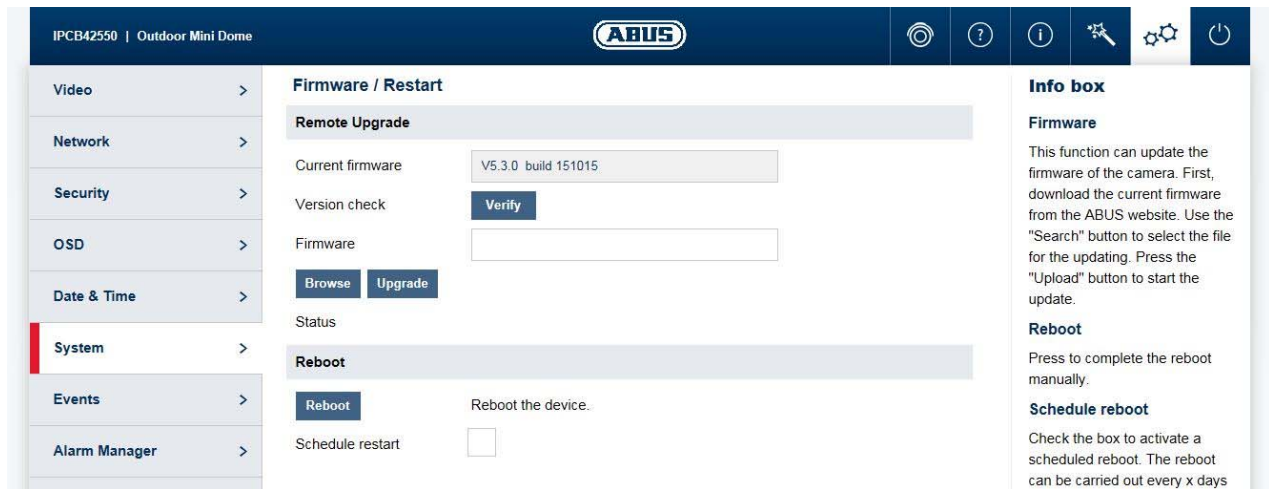 IPCB42550 | Outdoor Mini Dome
ABUS
?
i
Video >
Network >
Security >
OSD >
Date & Time >
System >
Events >
Alarm Manager >
Firmware / Restart
Remote Upgrade
Current firmware V5.3.0 build 151015
Version check Verify
Firmware
Browse Upgrade
Status
Reboot
Reboot Reboot the device.
Schedule restart
Info box
Firmware
This function can update the
firmware of the camera. First,
download the current firmware
from the ABUS website. Use the
"Search" button to select the file
for the updating. Press the
"Upload" button to start the
update.
Reboot
Press to complete the reboot
manually.
Schedule reboot
Check the box to activate a
scheduled reboot. The reboot
can be carried out every x days